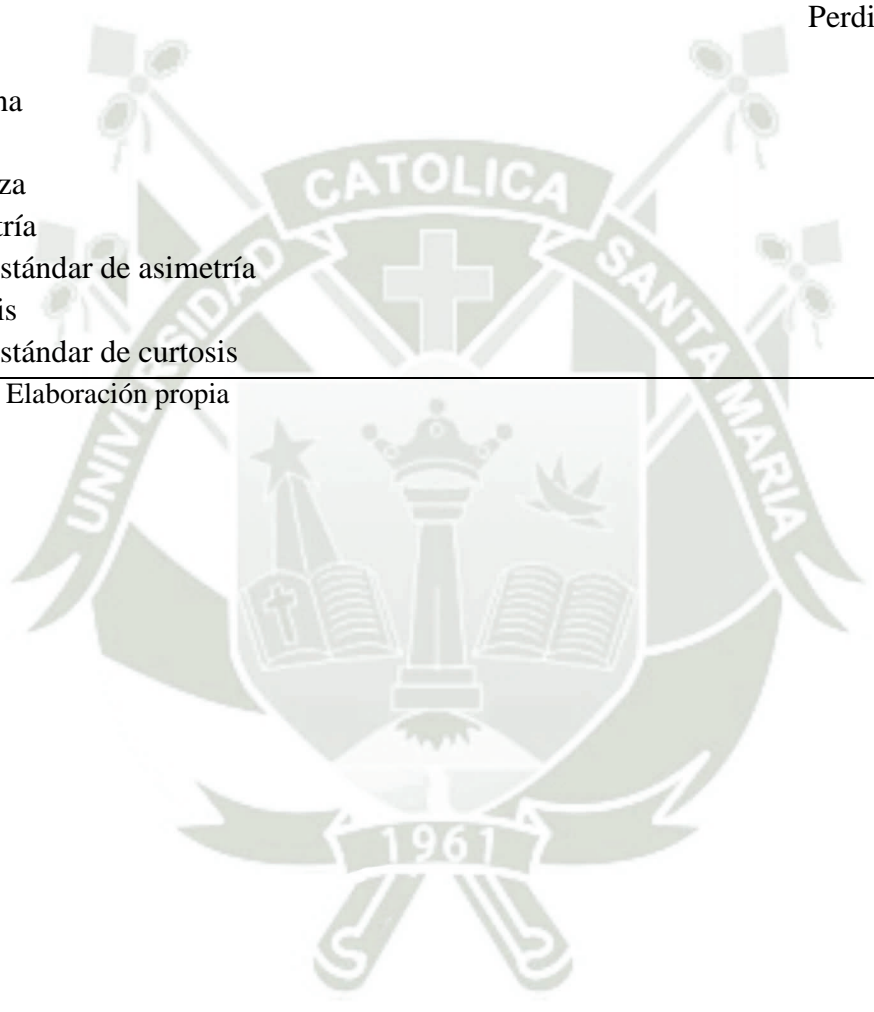 Perdi
na
za
tría
stándar de asimetría
is
stándar de curtosis
Elaboración propia
UNIVERSIDAD CATOLICA SANTA MARIA
1961